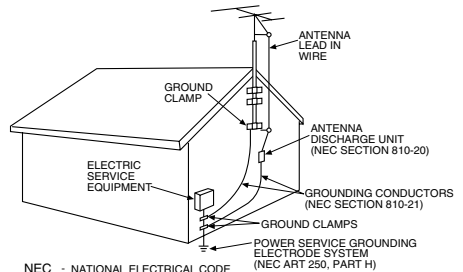 ANTENNA
LEAD IN
WIRE
GROUND
CLAMP
ANTENNA
DISCHARGE UNIT
(NEC SECTION 810-20)
ELECTRIC
SERVICE
EQUIPMENT
GROUNDING CONDUCTORS
(NEC SECTION 810-21)
GROUND CLAMPS
POWER SERVICE GROUNDING
ELECTRODE SYSTEM
(NEC ART 250, PART H)
NEC - NATIONAL ELECTRICAL CODE